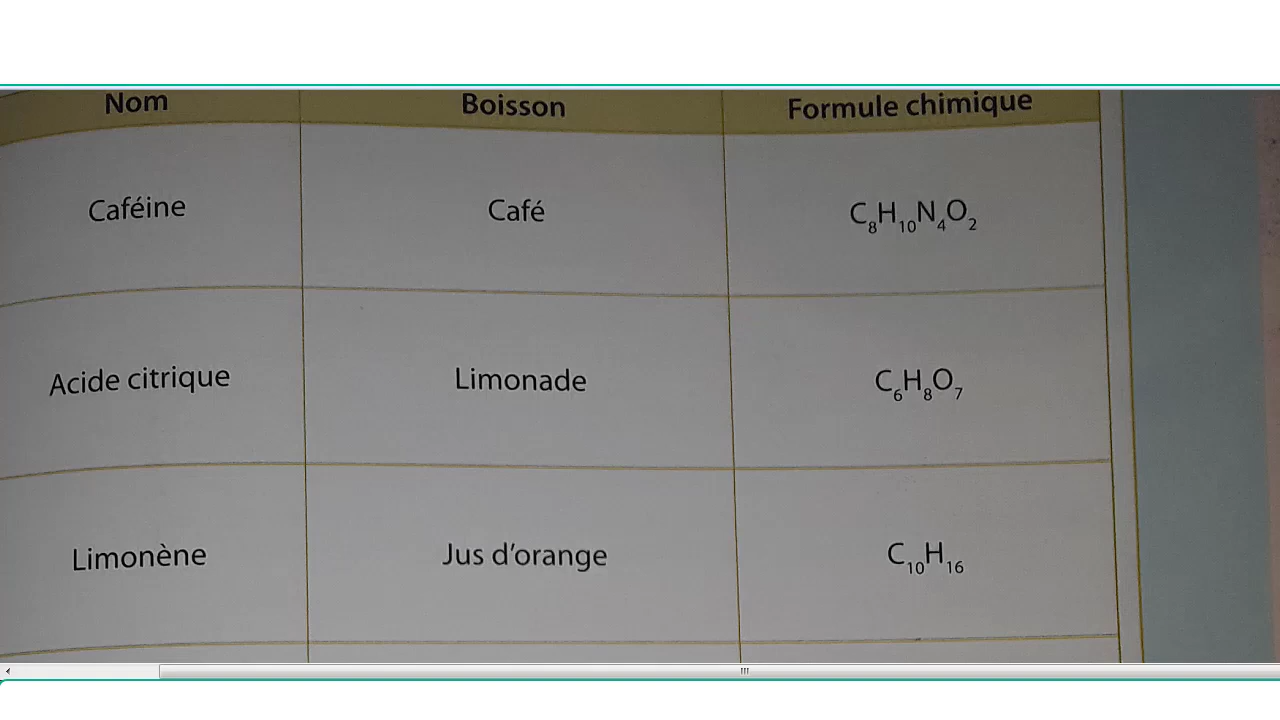 Nom Boisson Formule chimique
Caféine Café C₈H₁₀N₄O₂
Acide citrique Limonade C₆H₈O₇
Limonène Jus d’orange C₁₀H₁₆